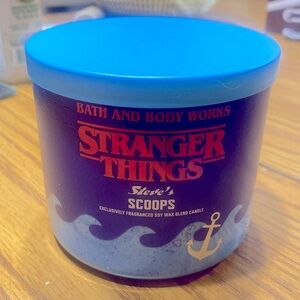 BATH AND BODY WORKS
STRANGER
THINGS
Steve's
SCOOPS
EXCLUSIVELY FRAGRANCED SOY WAX BLEND CANDLE